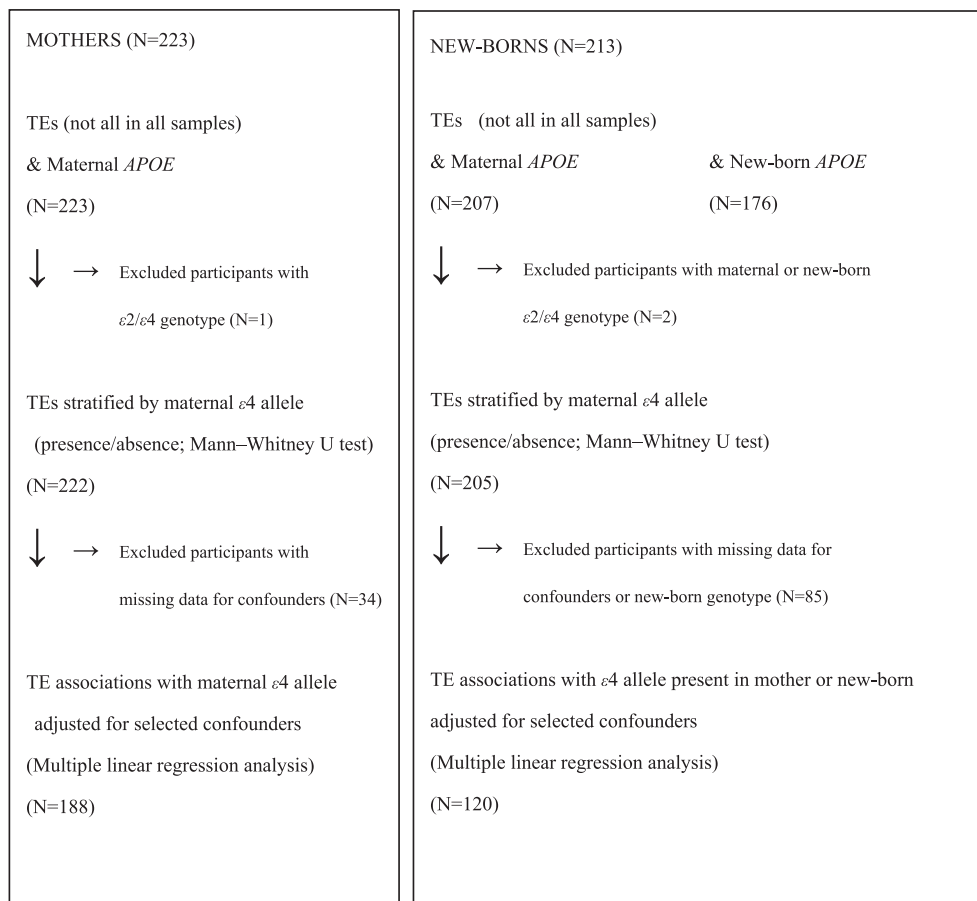 MOTHERS (N=223)
TEs (not all in all samples)
& Maternal APOE
(N=223)
↓ → Excluded participants with
ε2/ε4 genotype (N=1)
TEs stratified by maternal ε4 allele
(presence/absence; Mann–Whitney U test)
(N=222)
↓ → Excluded participants with
missing data for confounders (N=34)
TE associations with maternal ε4 allele
adjusted for selected confounders
(Multiple linear regression analysis)
(N=188)
NEW-BORNS (N=213)
TEs (not all in all samples)
& Maternal APOE & New-born APOE
(N=207) (N=176)
↓ → Excluded participants with maternal or new-born
ε2/ε4 genotype (N=2)
TEs stratified by maternal ε4 allele
(presence/absence; Mann–Whitney U test)
(N=205)
↓ → Excluded participants with missing data for
confounders or new-born genotype (N=85)
TE associations with ε4 allele present in mother or new-born
adjusted for selected confounders
(Multiple linear regression analysis)
(N=120)